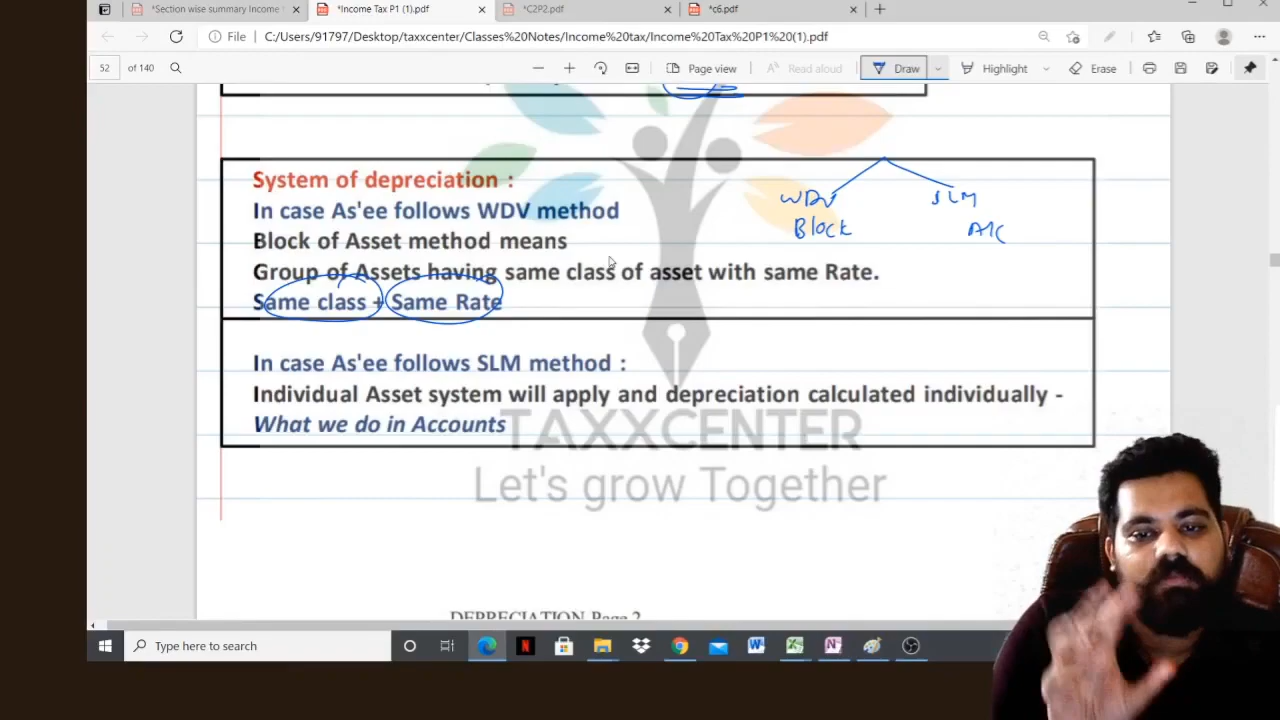 *Section wise summary Income
*Income Tax P1 (1).pdf
*C2P2.pdf
*c6.pdf
File
C:/Users/91797/Desktop/taxxcenter/Classes%20Notes/Income%20tax/Income%20Tax%20P1%20(1).pdf
52 of 140
Page view
Read aloud
Draw
Highlight
Erase
System of depreciation :
In case As'ee follows WDV method
Block of Asset method means
Group of Assets having same class of asset with same Rate.
Same class + Same Rate
WDV
SLM
Block
A/C
In case As'ee follows SLM method :
Individual Asset system will apply and depreciation calculated individually -
What we do in Accounts
TAXXCENTER
Let's grow Together
DEPRECIATION Page 2
Type here to search